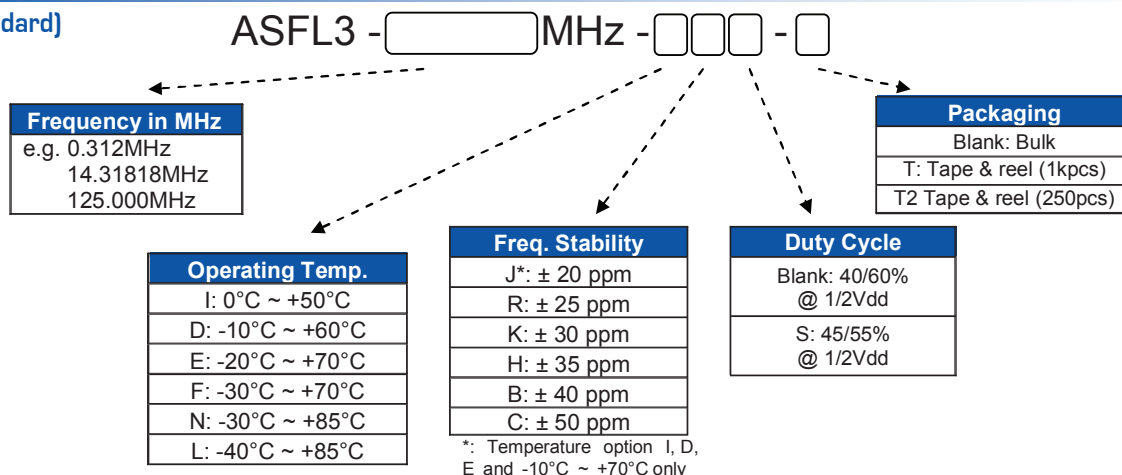 dard)
ASFL3 - MHz - -
Frequency in MHz
e.g. 0.312MHz
14.31818MHz
125.000MHz
Operating Temp.
I: 0°C ~ +50°C
D: -10°C ~ +60°C
E: -20°C ~ +70°C
F: -30°C ~ +70°C
N: -30°C ~ +85°C
L: -40°C ~ +85°C
Freq. Stability
J*: ± 20 ppm
R: ± 25 ppm
K: ± 30 ppm
H: ± 35 ppm
B: ± 40 ppm
C: ± 50 ppm
*: Temperature option I, D,
E and -10°C ~ +70°C only
Duty Cycle
Blank: 40/60%
@ 1/2Vdd
S: 45/55%
@ 1/2Vdd
Packaging
Blank: Bulk
T: Tape & reel (1kpcs)
T2 Tape & reel (250pcs)